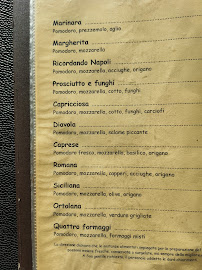 Marinara
Pomodoro, prezzemolo, aglio
Margherita
Pomodoro, mozzarella
Ricordando Napoli
Pomodoro, mozzarella, acciughe, origano
Prosciutto e funghi
Pomodoro, mozzarella, cotto, funghi
Capricciosa
Pomodoro, mozzarella, cotto, funghi, carciofi
Diavola
Pomodoro, mozzarella, salame piccante
Caprese
Pomodoro fresco, mozzarella, basilico, origano
Romana
Pomodoro, mozzarella, capperi, acciughe, origano
Siciliana
Pomodoro, mozzarella, olive, origano
Ortolana
Pomodoro, mozzarella, verdura grigliate
Quattro formaggi
Pomodoro, mozzarella, formaggi misti